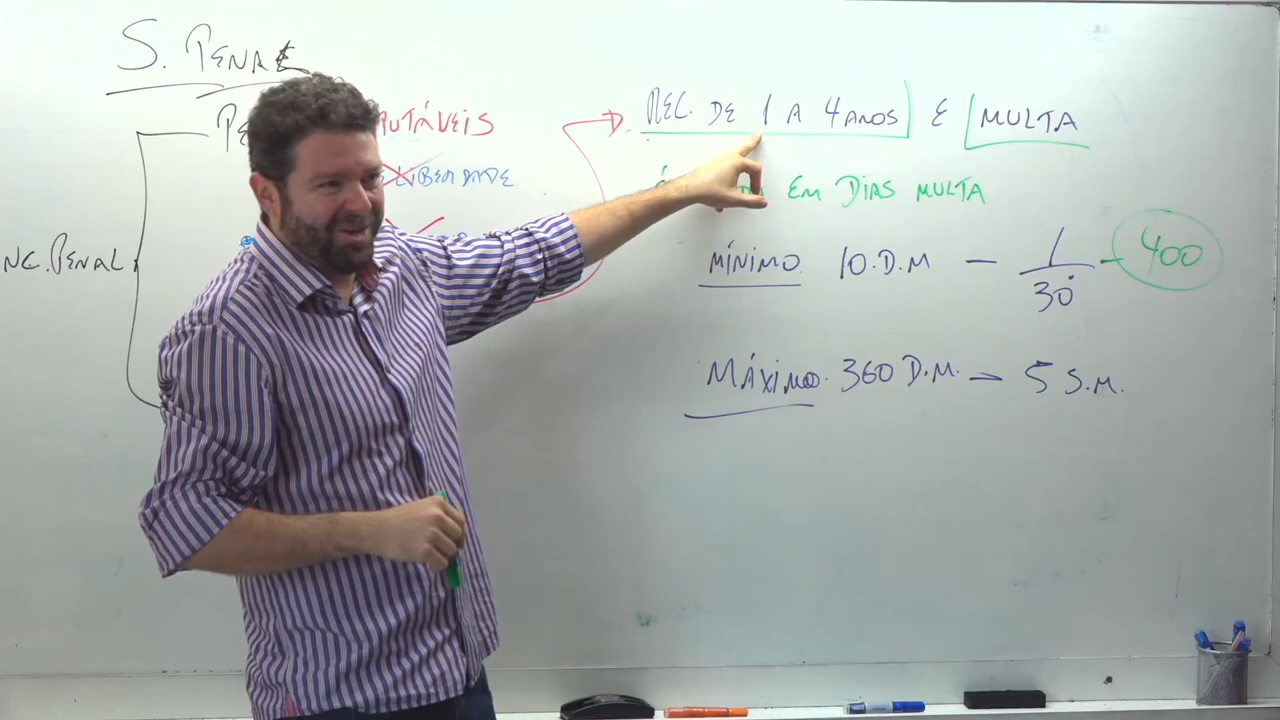 S. PENAL
UTÁVEIS
LIBERDADE
NC. PENAL
REC. DE 1 A 4 ANOS E MULTA
É EM DIAS MULTA
MÍNIMO 10.D.M — 1/30 - 400
MÁXIMO. 360 D.M. → 5 S.M.